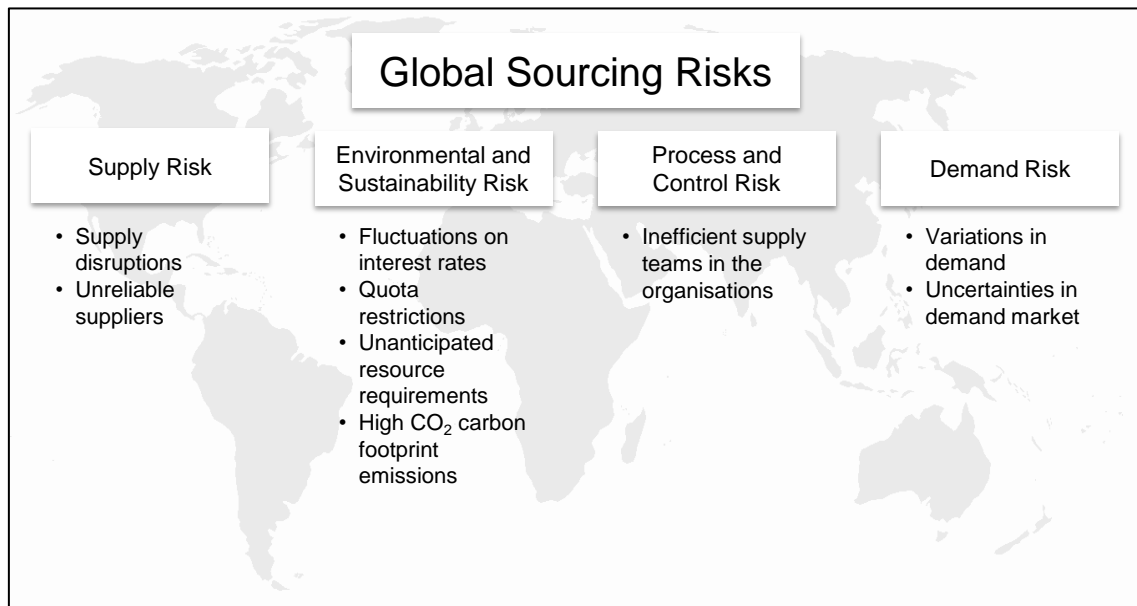 Global Sourcing Risks
Supply Risk
• Supply
disruptions
• Unreliable
suppliers
Environmental and
Sustainability Risk
• Fluctuations on
interest rates
• Quota
restrictions
• Unanticipated
resource
requirements
• High CO₂ carbon
footprint
emissions
Process and
Control Risk
• Inefficient supply
teams in the
organisations
Demand Risk
• Variations in
demand
• Uncertainties in
demand market